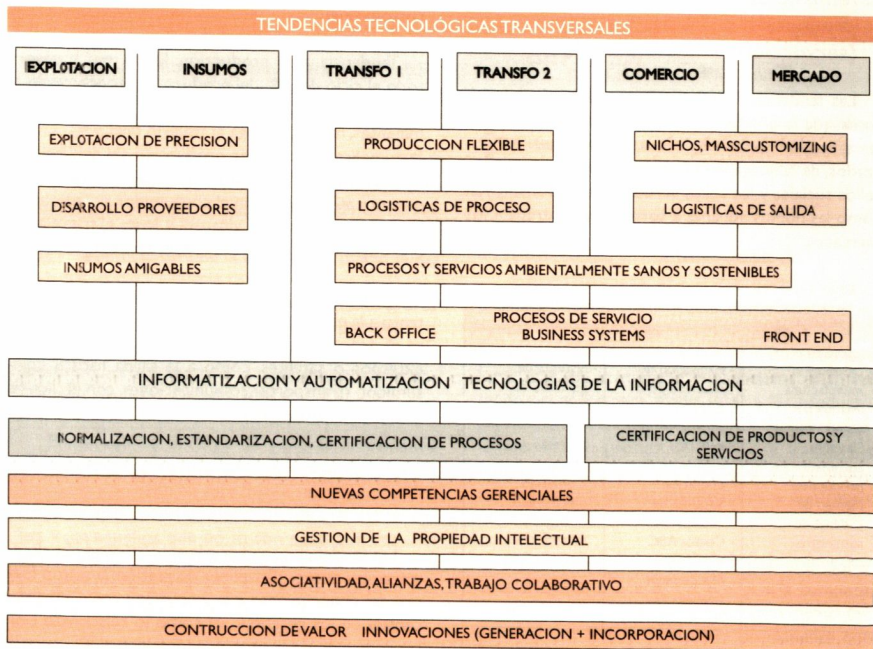 TENDENCIAS TECNOLÓGICAS TRANSVERSALES
EXPLOTACION INSUMOS TRANSFO 1 TRANSFO 2 COMERCIO MERCADO
EXPLOTACION DE PRECISION PRODUCCION FLEXIBLE NICHOS, MASSCUSTOMIZING
DESARROLLO PROVEEDORES LOGISTICAS DE PROCESO LOGISTICAS DE SALIDA
INSUMOS AMIGABLES PROCESOS Y SERVICIOS AMBIENTALMENTE SANOS Y SOSTENIBLES
PROCESOS DE SERVICIO
BACK OFFICE BUSINESS SYSTEMS FRONT END
INFORMATIZACION Y AUTOMATIZACION TECNOLOGIAS DE LA INFORMACION
NORMALIZACION, ESTANDARIZACION, CERTIFICACION DE PROCESOS CERTIFICACION DE PRODUCTOS Y
SERVICIOS
NUEVAS COMPETENCIAS GERENCIALES
GESTION DE LA PROPIEDAD INTELECTUAL
ASOCIATIVIDAD, ALIANZAS, TRABAJO COLABORATIVO
CONTRUCCION DE VALOR INNOVACIONES (GENERACION + INCORPORACION)